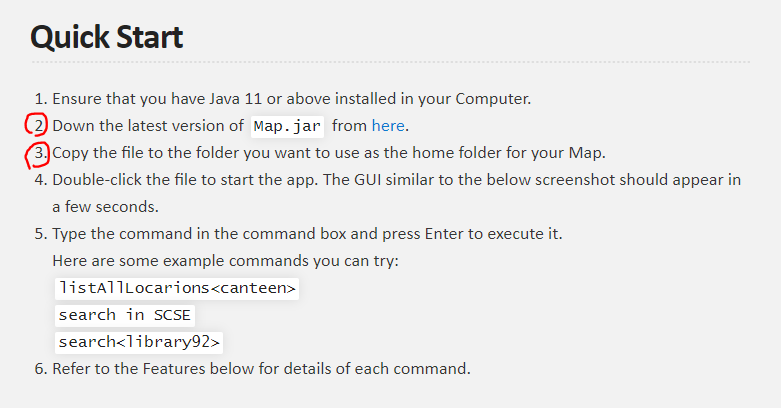 Quick Start
1. Ensure that you have Java 11 or above installed in your Computer.
2. Down the latest version of Map.jar from here.
3. Copy the file to the folder you want to use as the home folder for your Map.
4. Double-click the file to start the app. The GUI similar to the below screenshot should appear in
a few seconds.
5. Type the command in the command box and press Enter to execute it.
Here are some example commands you can try:
listAllLocarions<canteen>
search in SCSE
search<library92>
6. Refer to the Features below for details of each command.